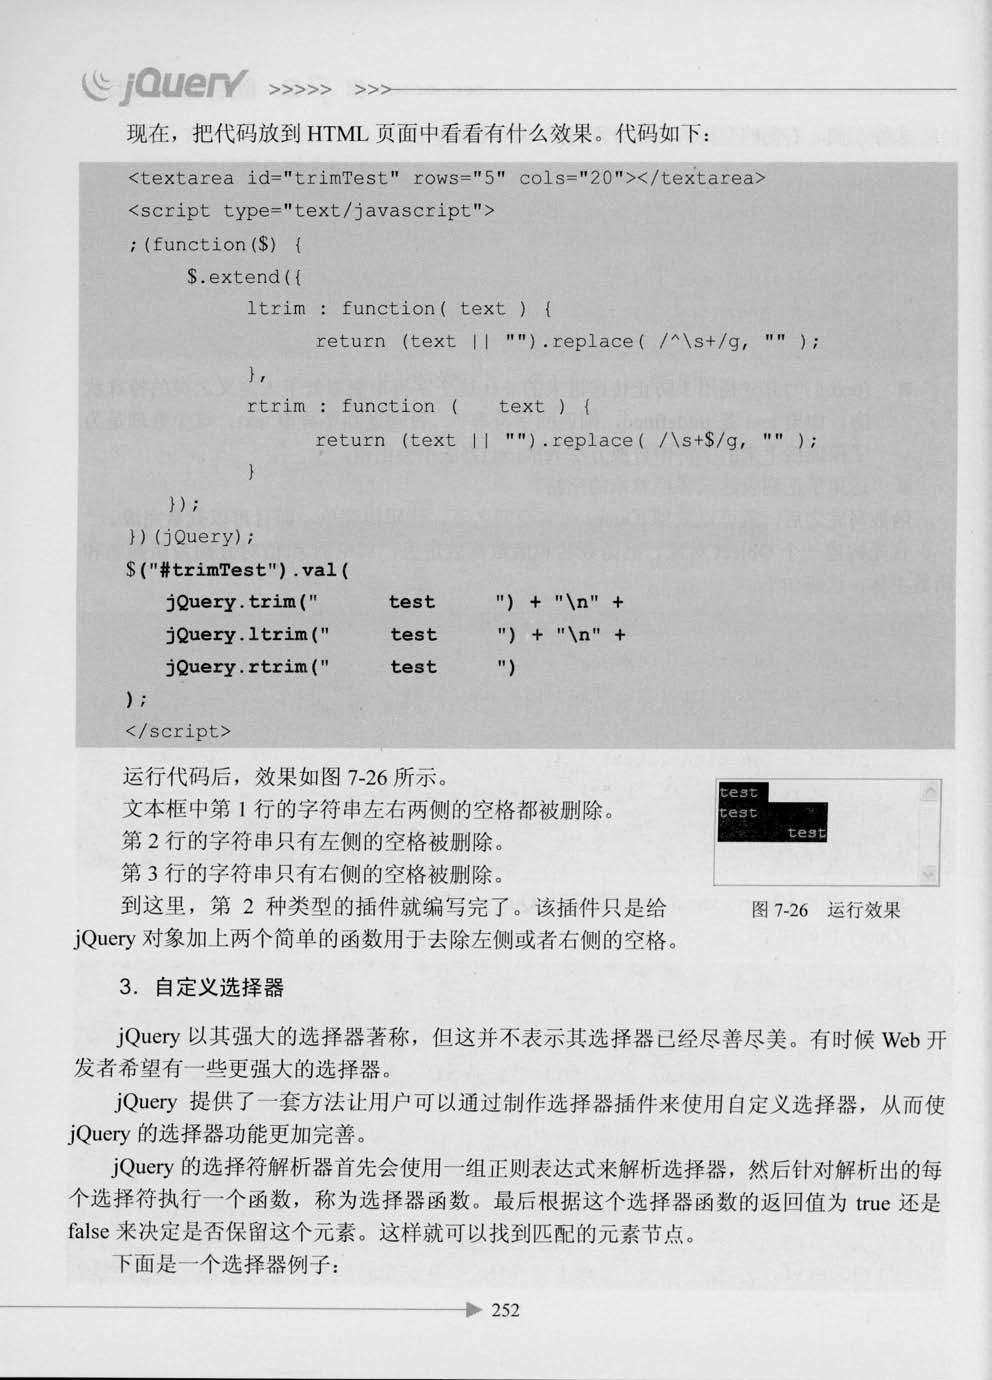 jQuery >>>>> >>>
现在，把代码放到 HTML 页面中看看有什么效果。代码如下：
<textarea id="trimTest" rows="5" cols="20"></textarea>
<script type="text/javascript">
;(function($) {
$.extend({
ltrim : function( text ) {
return (text || "").replace( /^\s+/g, "" );
},
rtrim : function ( text ) {
return (text || "").replace( /\s+$/g, "" );
}
});
})(jQuery);
$("#trimTest").val(
jQuery.trim(" test ") + "\n" +
jQuery.ltrim(" test ") + "\n" +
jQuery.rtrim(" test ")
);
</script>
运行代码后，效果如图 7-26 所示。
文本框中第 1 行的字符串左右两侧的空格都被删除。
第 2 行的字符串只有左侧的空格被删除。
第 3 行的字符串只有右侧的空格被删除。
到这里，第 2 种类型的插件就编写完了。该插件只是给
jQuery 对象加上两个简单的函数用于去除左侧或者右侧的空格。
test
test
test
图 7-26 运行效果
3．自定义选择器
jQuery 以其强大的选择器著称，但这并不表示其选择器已经尽善尽美。有时候 Web 开
发者希望有一些更强大的选择器。
jQuery 提供了一套方法让用户可以通过制作选择器插件来使用自定义选择器，从而使
jQuery 的选择器功能更加完善。
jQuery 的选择符解析器首先会使用一组正则表达式来解析选择器，然后针对解析出的每
个选择符执行一个函数，称为选择器函数。最后根据这个选择器函数的返回值为 true 还是
false 来决定是否保留这个元素。这样就可以找到匹配的元素节点。
下面是一个选择器例子：
252